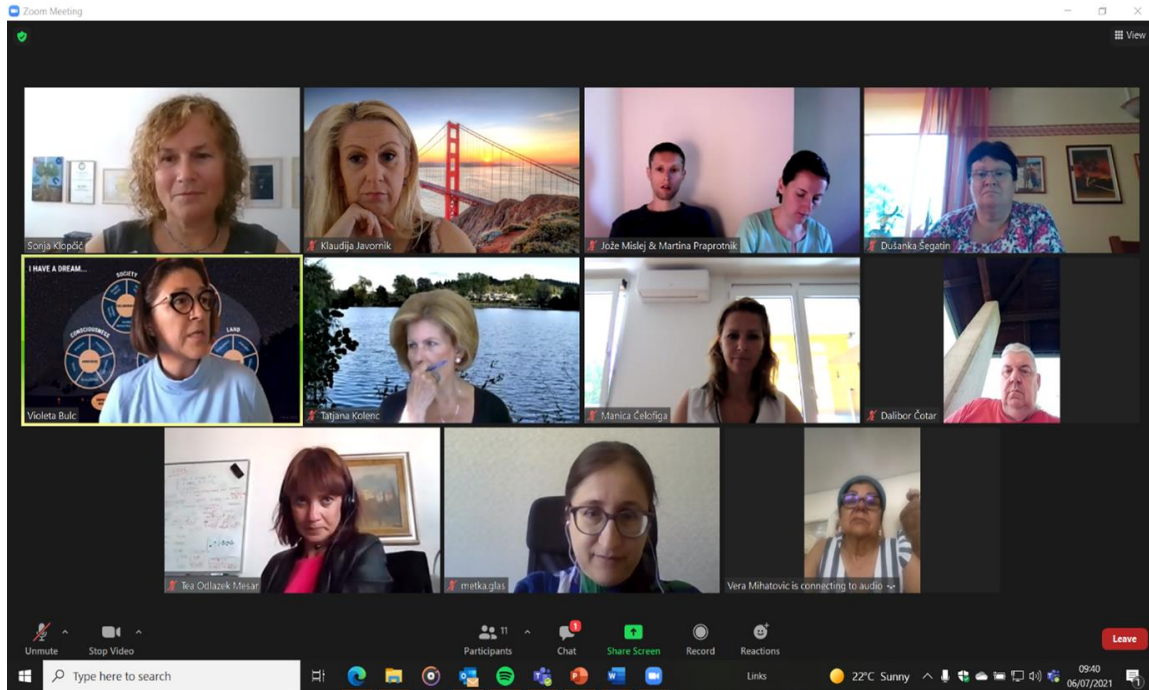 Zoom Meeting
View
Sonja Klopčič
Klaudija Javornik
Jože Mislej & Martina Praprotnik
Dušanka Šegatin
I HAVE A DREAM...
SOCIETY
CONSCIOUSNESS
LAND
Violeta Bulc
Tatjana Kolenc
Manica Čelofiga
Dalibor Čotar
Tea Odlazek Mesar
metka.glas
Vera Mihatovic is connecting to audio
Unmute
Stop Video
Participants
11
Chat
1
Share Screen
Record
Reactions
Leave
Type here to search
Links
22°C Sunny
09:40
06/07/2021
1